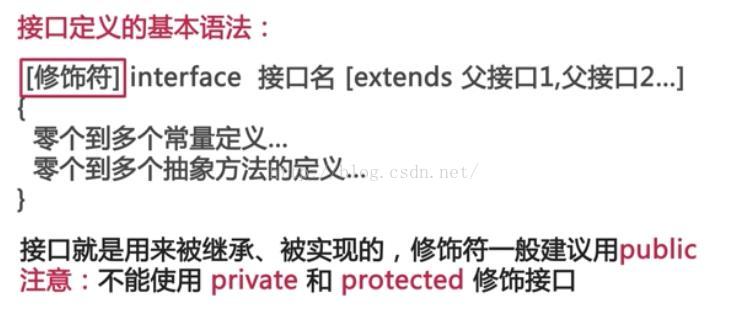 接口定义的基本语法：
[修饰符] interface 接口名 [extends 父接口1,父接口2...]
{
零个到多个常量定义...
零个到多个抽象方法的定义...
blog.csdn.net/
}
接口就是用来被继承、被实现的，修饰符一般建议用public
注意：不能使用 private 和 protected 修饰接口